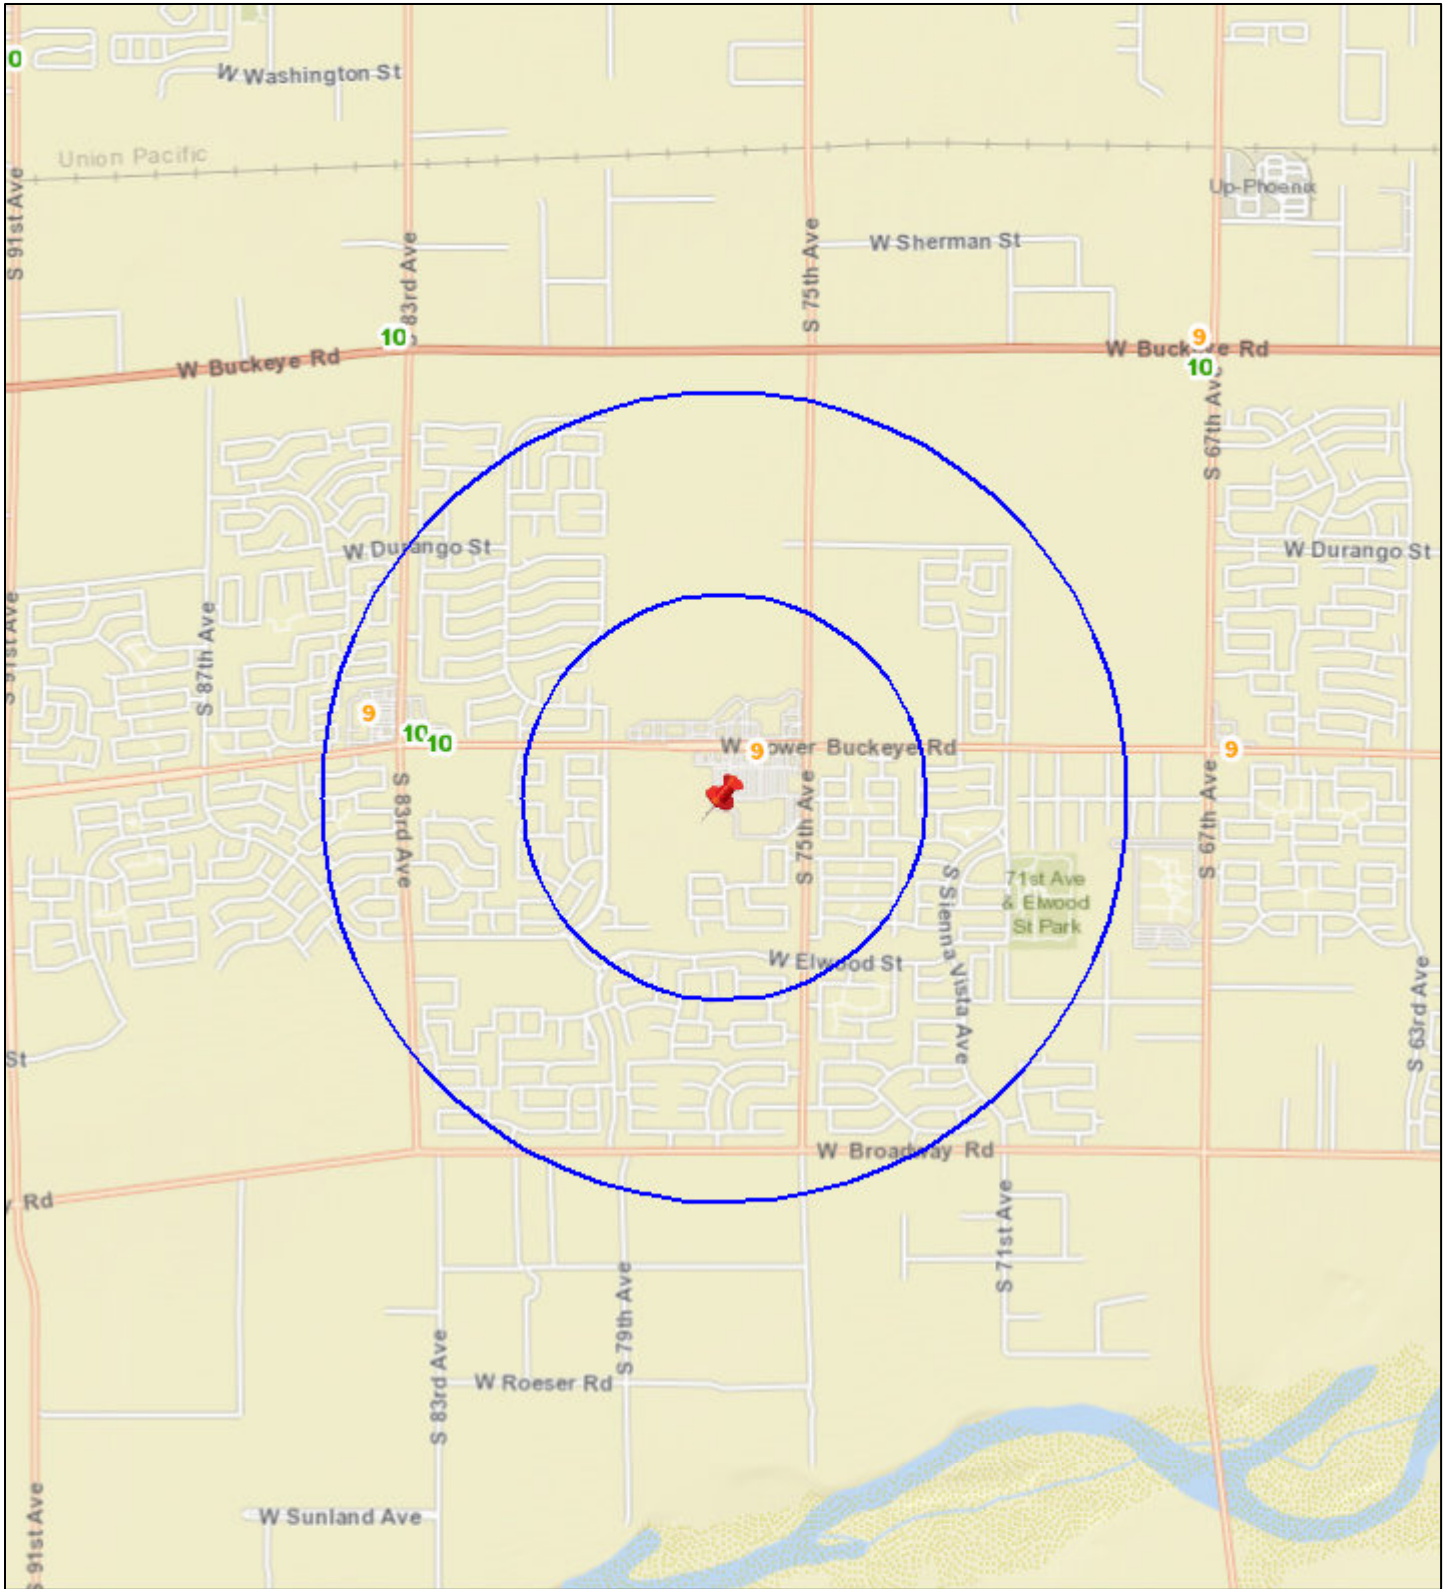 0
W Washington St
Union Pacific
Up-Phoenix
S 91st Ave
83rd Ave
S 75th Ave
W Sherman St
10
9
W Buckeye Rd
W Buckeye Rd
10
S 67th Ave
W Durango St
W Durango St
S 91st Ave
S 87th Ave
9
10
10
W Lower Buckeye Rd
9
9
S 83rd Ave
S 75th Ave
S 67th Ave
S Sienna Vista Ave
71st Ave
& Elwood
St Park
W Elwood St
S 63rd Ave
St
W Broadway Rd
y Rd
S 71st Ave
S 79th Ave
S 83rd Ave
W Roeser Rd
S 91st Ave
W Sunland Ave